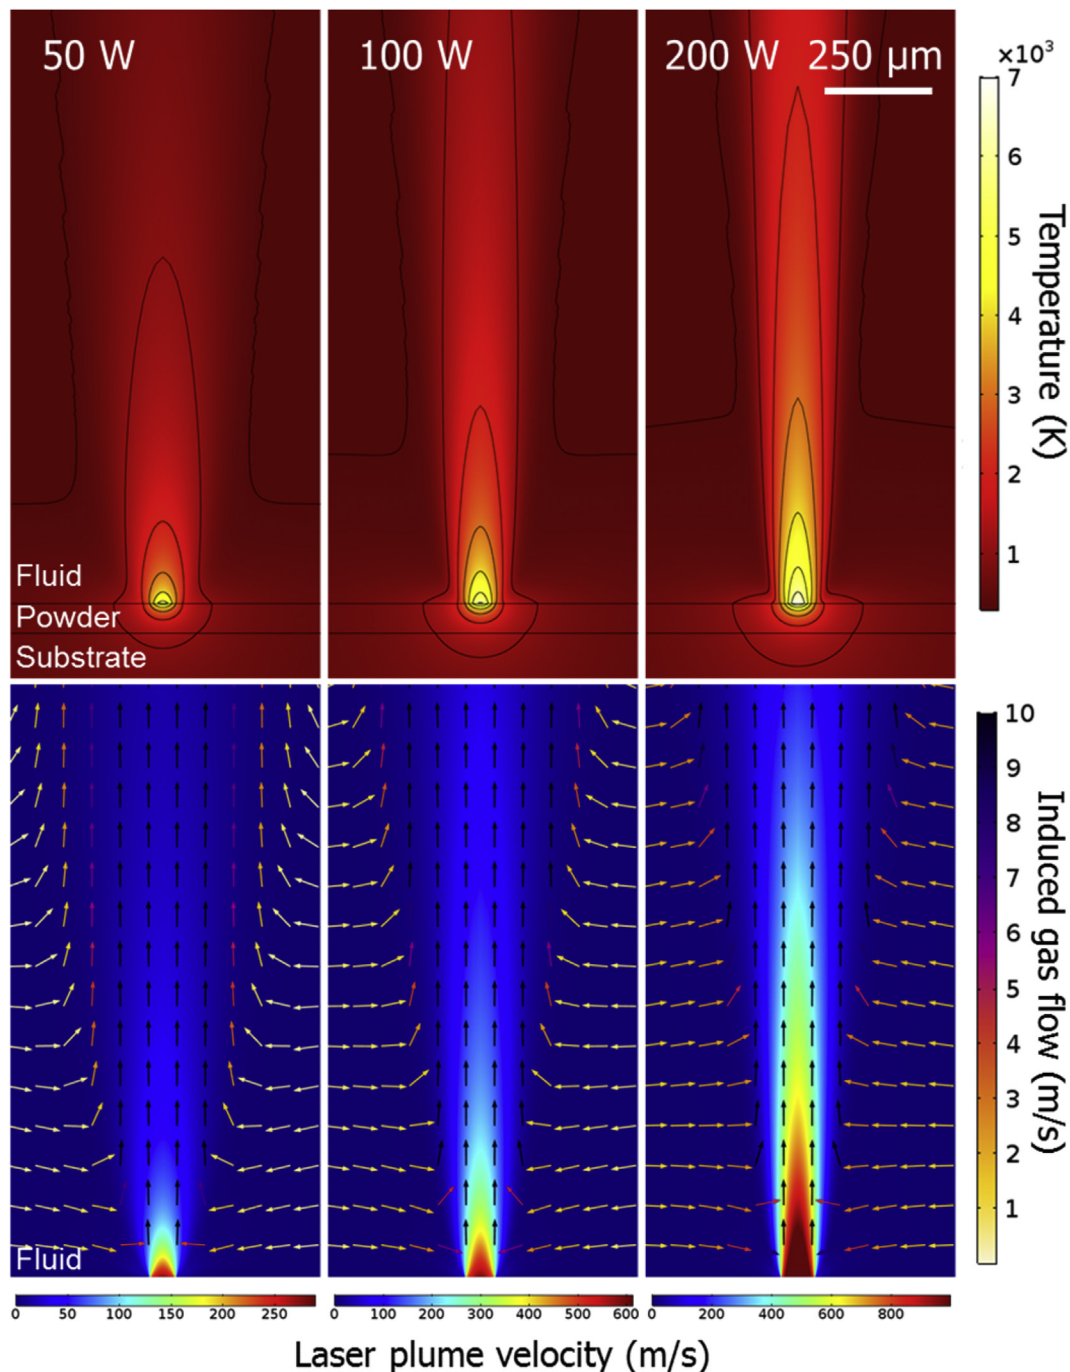 50 W
100 W
200 W 250 µm
×10³
7
6
5
4
3
2
1
Temperature (K)
Fluid
Powder
Substrate
10
9
8
7
6
5
4
3
2
1
Induced gas flow (m/s)
Fluid
0 50 100 150 200 250
0 100 200 300 400 500 600
0 200 400 600 800
Laser plume velocity (m/s)